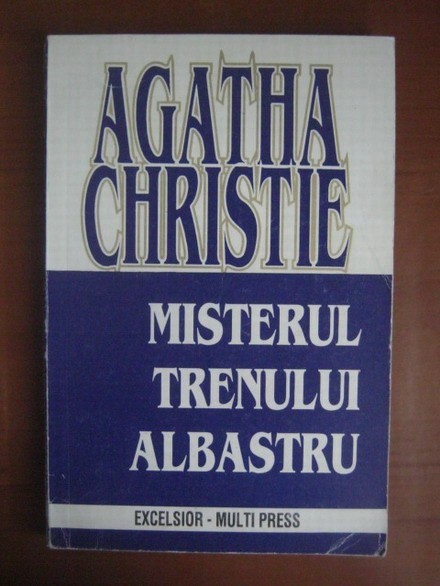 AGATHA
CHRISTIE
MISTERUL
TRENULUI
ALBASTRU
EXCELSIOR - MULTI PRESS